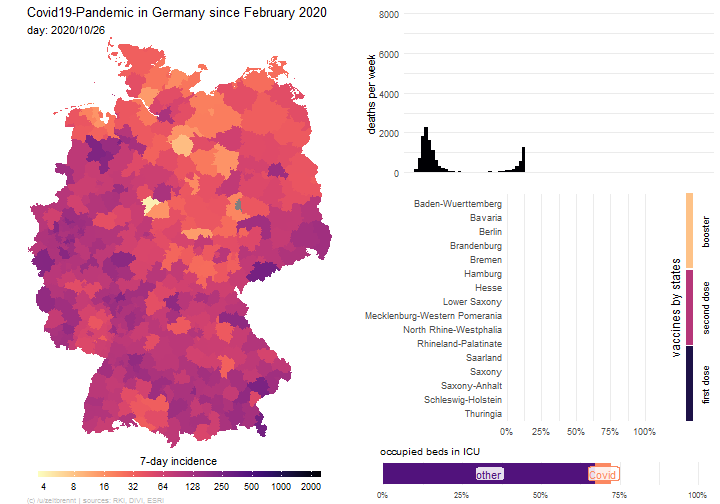 Covid19-Pandemic in Germany since February 2020
day: 2020/10/26
7-day incidence
4 8 16 32 64 128 250 500 1000 2000
(c) /u/zeitbrennt | sources: RKI, DIVI, ESRI
deaths per week
8000
6000
4000
2000
0
Baden-Wuerttemberg
Bavaria
Berlin
Brandenburg
Bremen
Hamburg
Hesse
Lower Saxony
Mecklenburg-Western Pomerania
North Rhine-Westphalia
Rhineland-Palatinate
Saarland
Saxony
Saxony-Anhalt
Schleswig-Holstein
Thuringia
0% 25% 50% 75% 100%
vaccines by states
booster
second dose
first dose
occupied beds in ICU
other Covid
0% 25% 50% 75% 100%